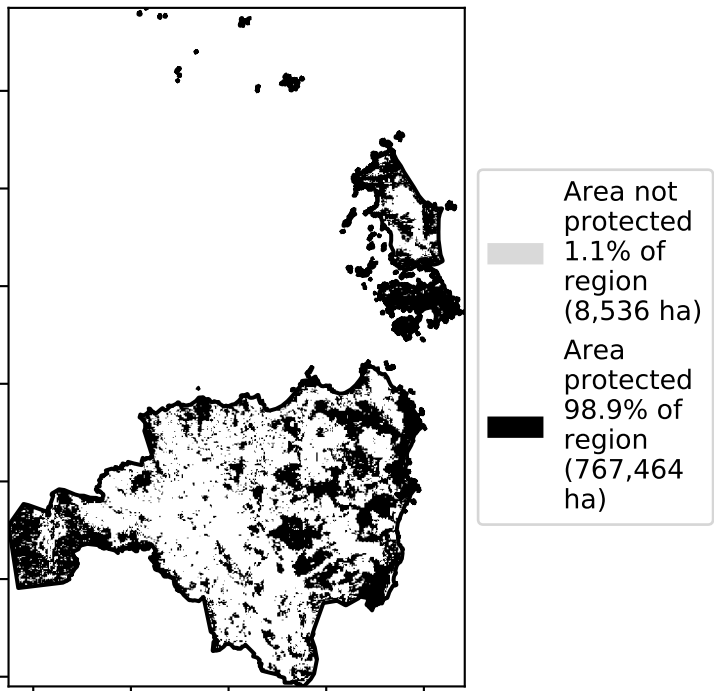 Area not
protected
1.1% of
region
(8,536 ha)
Area
protected
98.9% of
region
(767,464
ha)